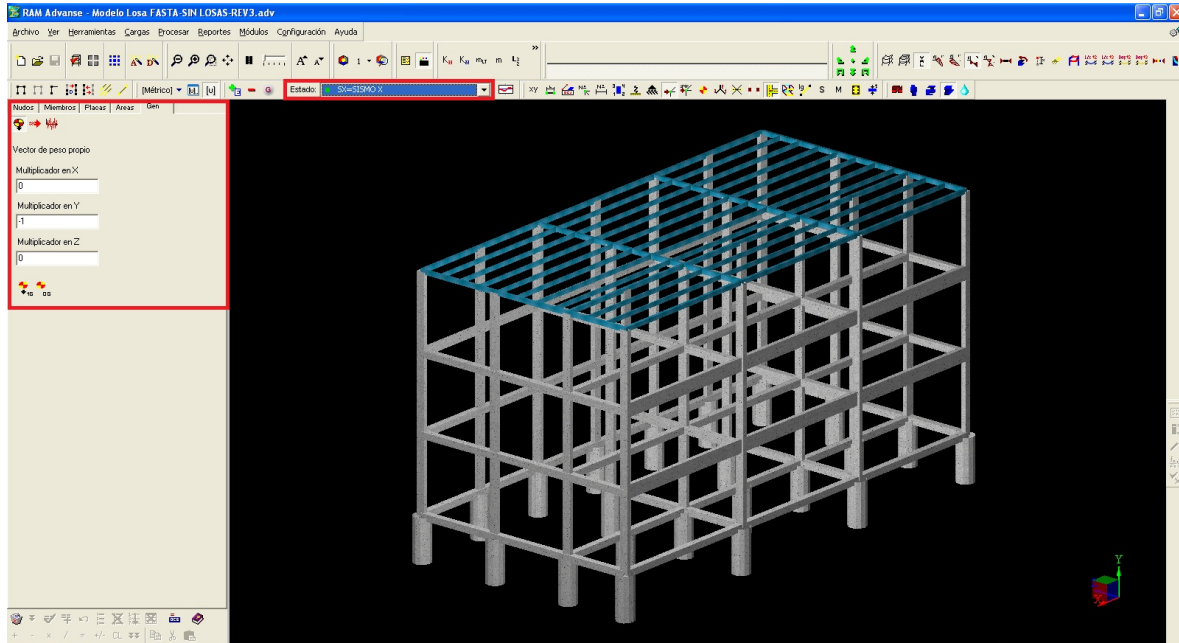 RAM Advanse - Modelo Losa FASTA-SIN LOSAS-REV3.adv
Archivo Ver Herramientas Cargas Procesar Reportes Módulos Configuración Ayuda
[Métrico]
Estado: SX=SISMO X
xy
S M
Nudos Miembros Placas Areas Gen
Vector de peso propio
Multiplicador en X
0
Multiplicador en Y
-1
Multiplicador en Z
0
Y